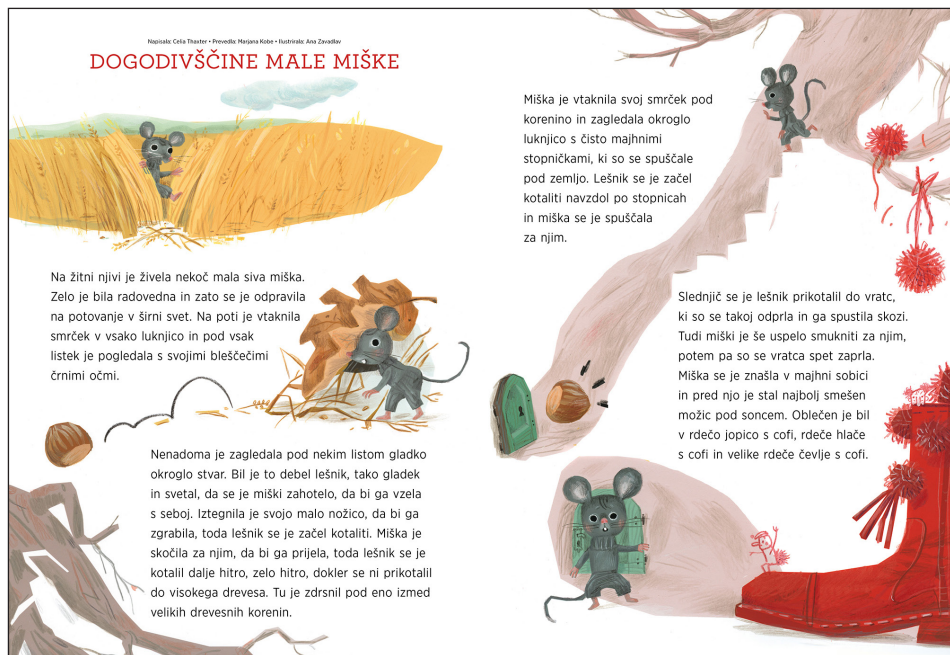 Napisala: Celia Thaxter • Prevedla: Marjana Kobe • Ilustrirala: Ana Zavadlav
DOGODIVŠČINE MALE MIŠKE
Na žitni njivi je živela nekoč mala siva miška.
Zelo je bila radovedna in zato se je odpravila
na potovanje v širni svet. Na poti je vtaknila
smrček v vsako luknjico in pod vsak
listek je pogledala s svojimi bleščečimi
črnimi očmi.
Nenadoma je zagledala pod nekim listom gladko
okroglo stvar. Bil je to debel lešnik, tako gladek
in svetal, da se je miški zahotelo, da bi ga vzela
s seboj. Iztegnila je svojo malo nožico, da bi ga
zgrabila, toda lešnik se je začel kotaliti. Miška je
skočila za njim, da bi ga prijela, toda lešnik se je
kotalil dalje hitro, zelo hitro, dokler se ni prikotalil
do visokega drevesa. Tu je zdrsnil pod eno izmed
velikih drevesnih korenin.
Miška je vtaknila svoj smrček pod
korenino in zagledala okroglo
luknjico s čisto majhnimi
stopničkami, ki so se spuščale
pod zemljo. Lešnik se je začel
kotaliti navzdol po stopnicah
in miška se je spuščala
za njim.
Slednjič se je lešnik prikotalil do vratc,
ki so se takoj odprla in ga spustila skozi.
Tudi miški je še uspelo smukniti za njim,
potem pa so se vratca spet zaprla.
Miška se je znašla v majhni sobici
in pred njo je stal najbolj smešen
možic pod soncem. Oblečen je bil
v rdečo jopico s cofi, rdeče hlače
s cofi in velike rdeče čevlje s cofi.